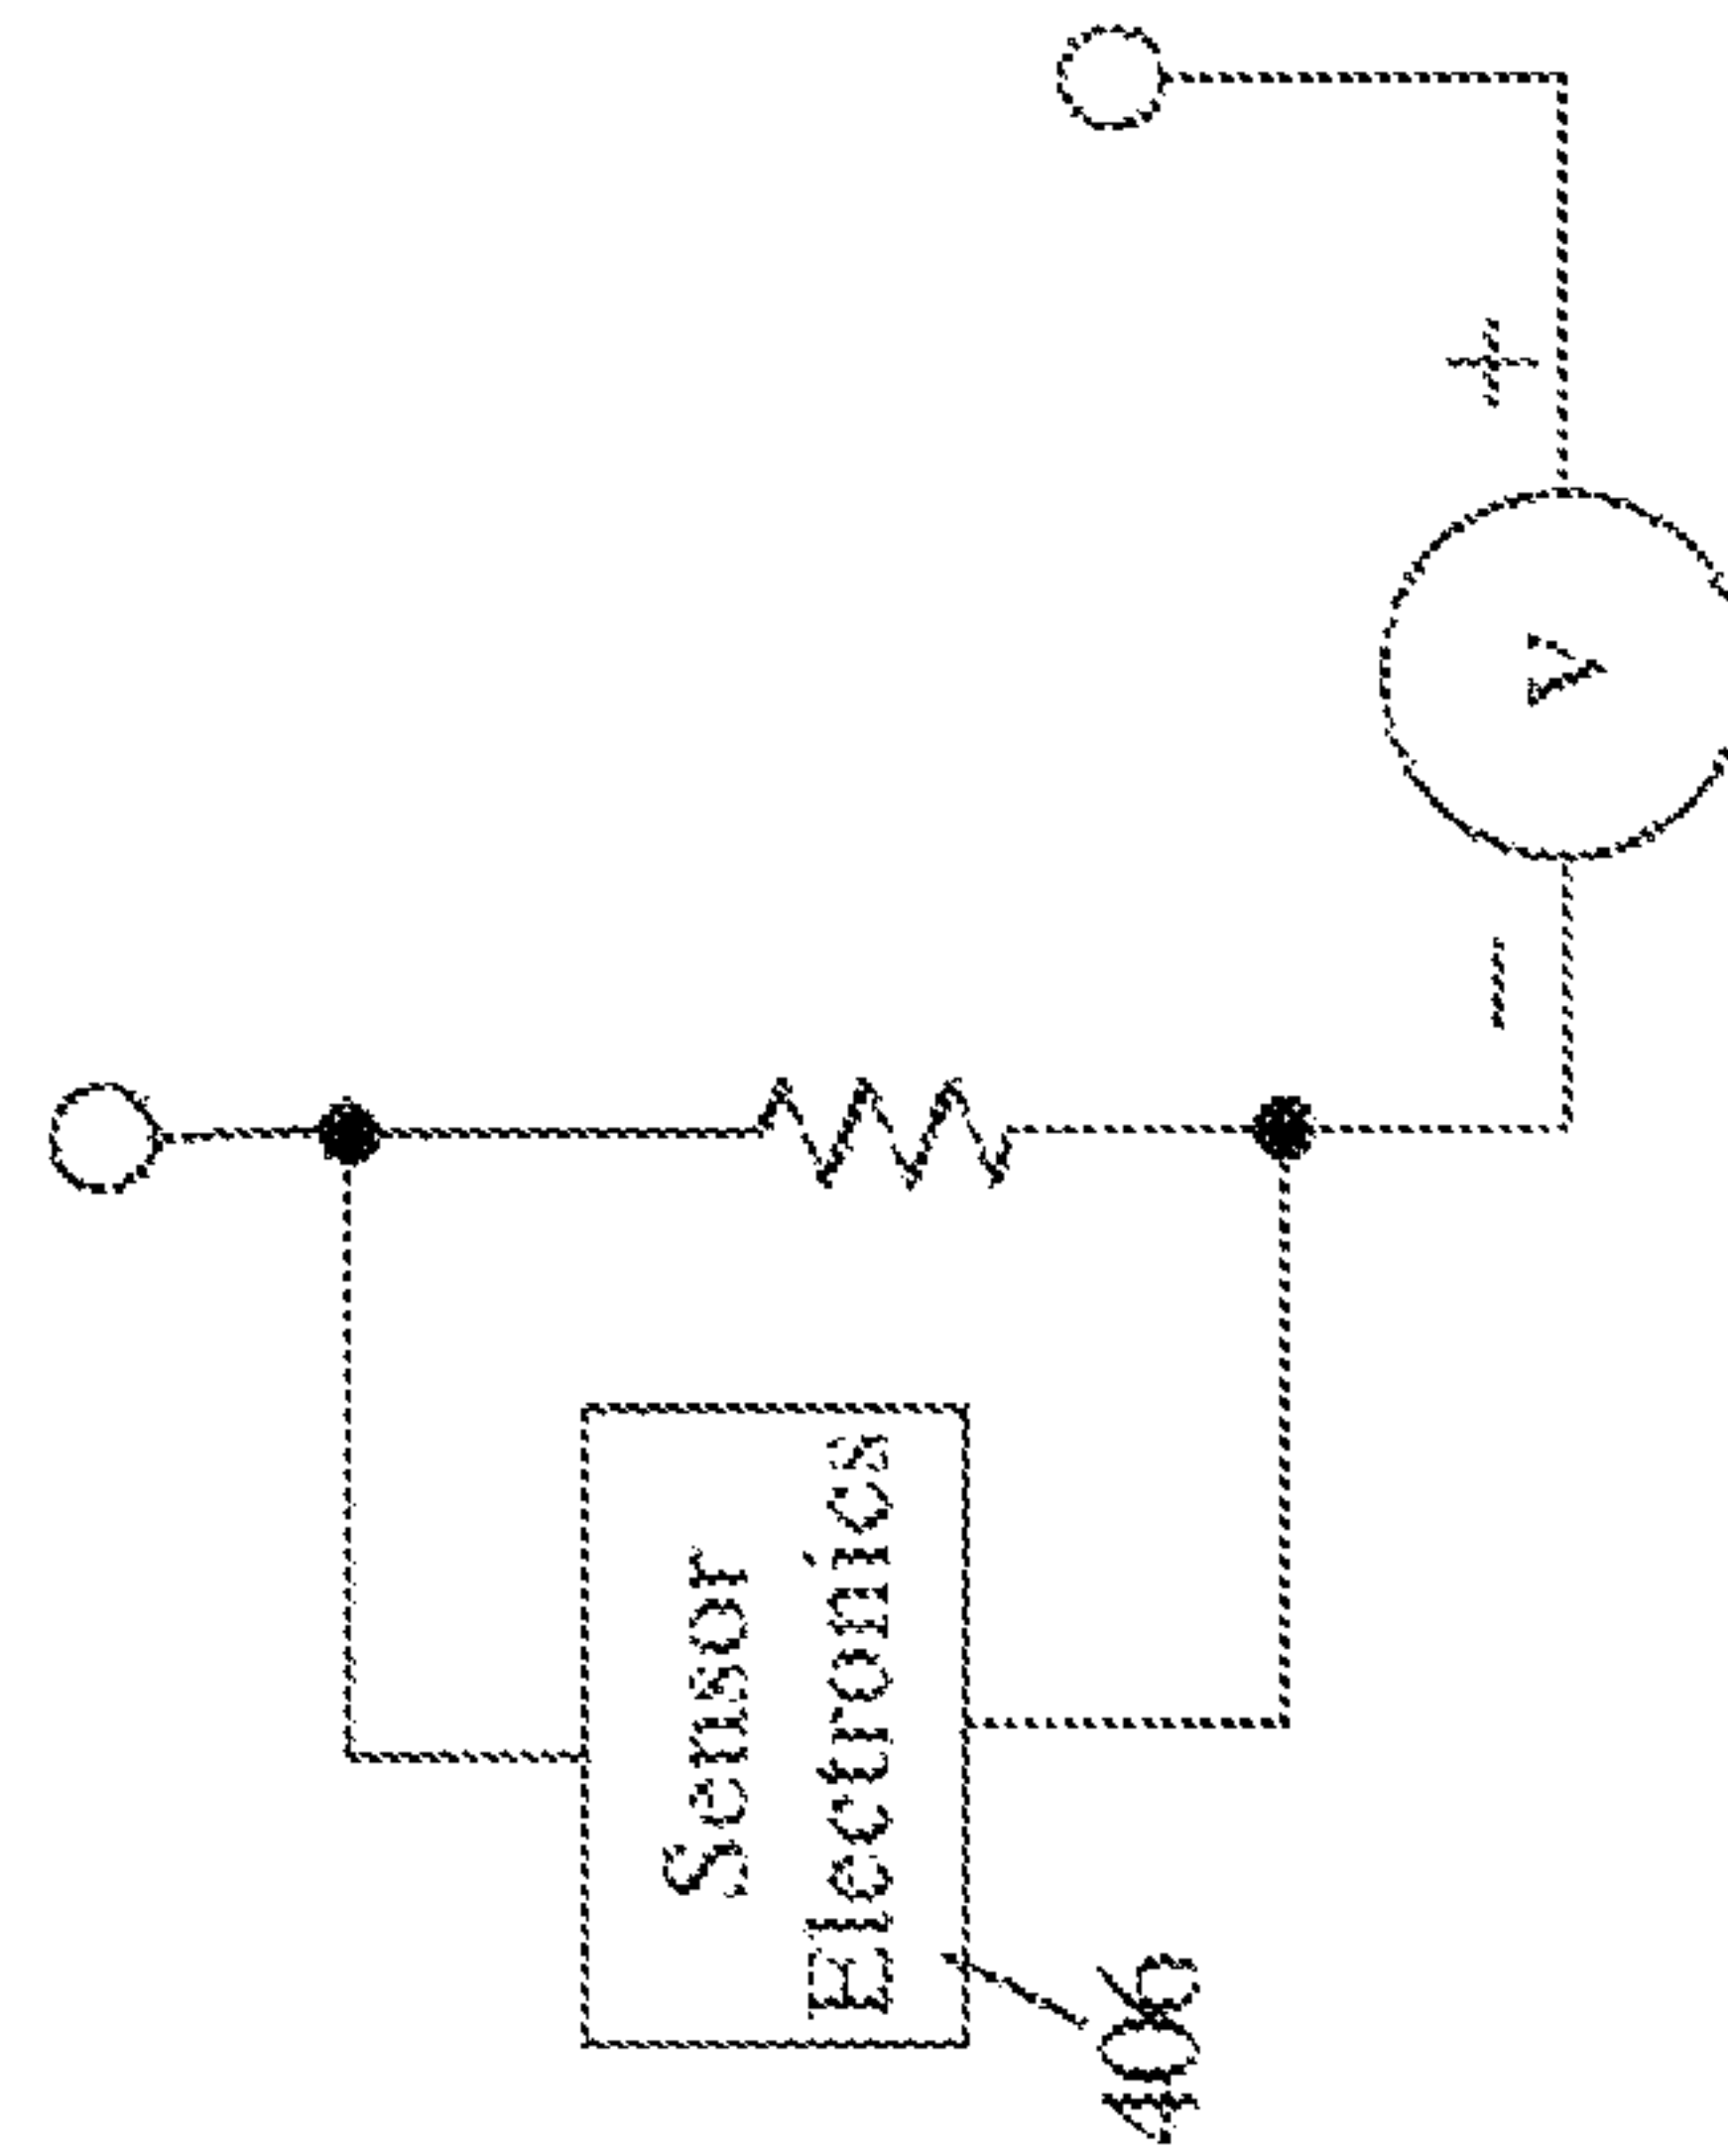 Sensor
Electronics
406
+
V
−